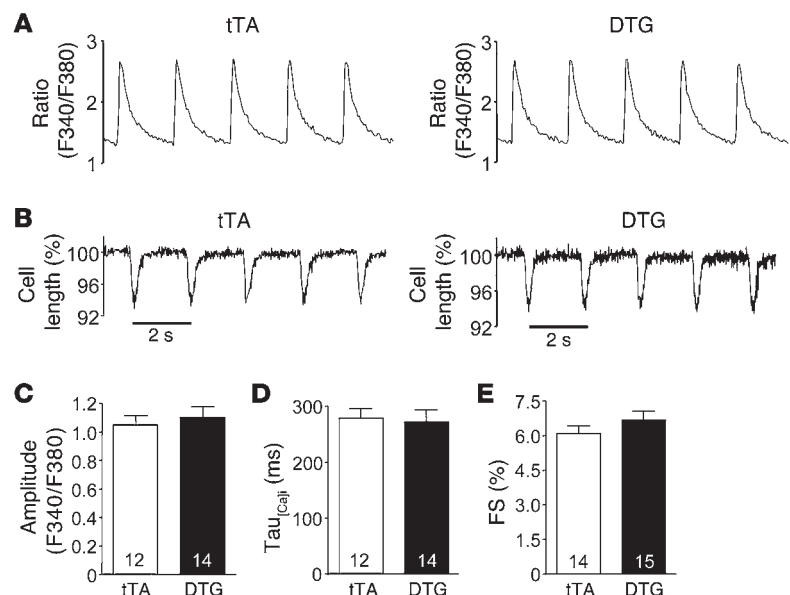 A
tTA
DTG
Ratio
(F340/F380)
3
2
1
Ratio
(F340/F380)
3
2
1
B
tTA
DTG
Cell
length (%)
100
96
92
2 s
Cell
length (%)
100
96
92
2 s
C
Amplitude
(F340/F380)
1.2
1.0
0.8
0.6
0.4
0.2
0
12
14
tTA
DTG
D
Tau[Ca]i (ms)
300
200
100
0
12
14
tTA
DTG
E
FS (%)
7.5
6.0
4.5
3.0
1.5
0
14
15
tTA
DTG